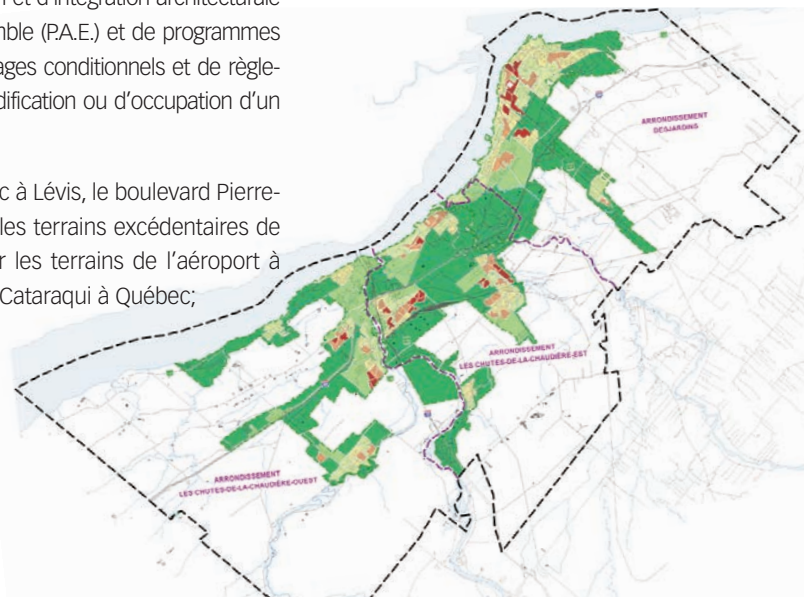 n et d'intégration architecturale
mble (P.A.E.) et de programmes
ages conditionnels et de règle-
dification ou d'occupation d'un
c à Lévis, le boulevard Pierre-
les terrains excédentaires de
r les terrains de l'aéroport à
Cataraqui à Québec;
ARRONDISSEMENT
DESJARDINS
ARRONDISSEMENT
LES CHUTES-DE-LA-CHAUDIÈRE-EST
ARRONDISSEMENT
LES CHUTES-DE-LA-CHAUDIÈRE-OUEST